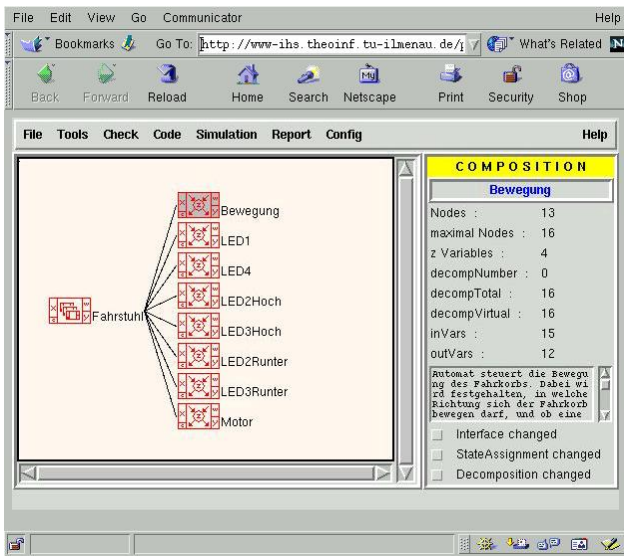 File Edit View Go Communicator Help
Bookmarks Go To: http://www-ihs.theoinf.tu-ilmenau.de/ What's Related N
Back Forward Reload Home Search Netscape Print Security Shop
My
File Tools Check Code Simulation Report Config Help
COMPOSITION
Bewegung
Nodes : 13
maximal Nodes : 16
z Variables : 4
decompNumber : 0
decompTotal : 16
decompVirtual : 16
inVars : 15
outVars : 12
Automat steuert die Bewegu
ng des Fahrkorbs. Dabei wi
rd festgehalten, in welche
Richtung sich der Fahrkorb
bewegen darf, und ob eine
Interface changed
StateAssignment changed
Decomposition changed
Fahrstuhl
Bewegung
LED1
LED4
LED2Hoch
LED3Hoch
LED2Runter
LED3Runter
Motor